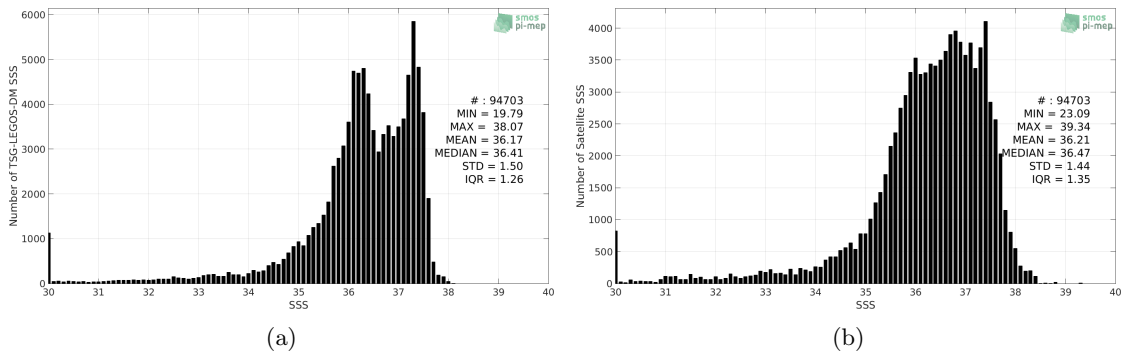 smos
pi-mep
Number of TSG-LEGOS-DM SSS
6000
5000
4000
3000
2000
1000
0
# : 94703
MIN = 19.79
MAX = 38.07
MEAN = 36.17
MEDIAN = 36.41
STD = 1.50
IQR = 1.26
30 31 32 33 34 35 36 37 38 39 40
SSS
(a)
smos
pi-mep
Number of Satellite SSS
4000
3500
3000
2500
2000
1500
1000
500
0
# : 94703
MIN = 23.09
MAX = 39.34
MEAN = 36.21
MEDIAN = 36.47
STD = 1.44
IQR = 1.35
30 31 32 33 34 35 36 37 38 39 40
SSS
(b)